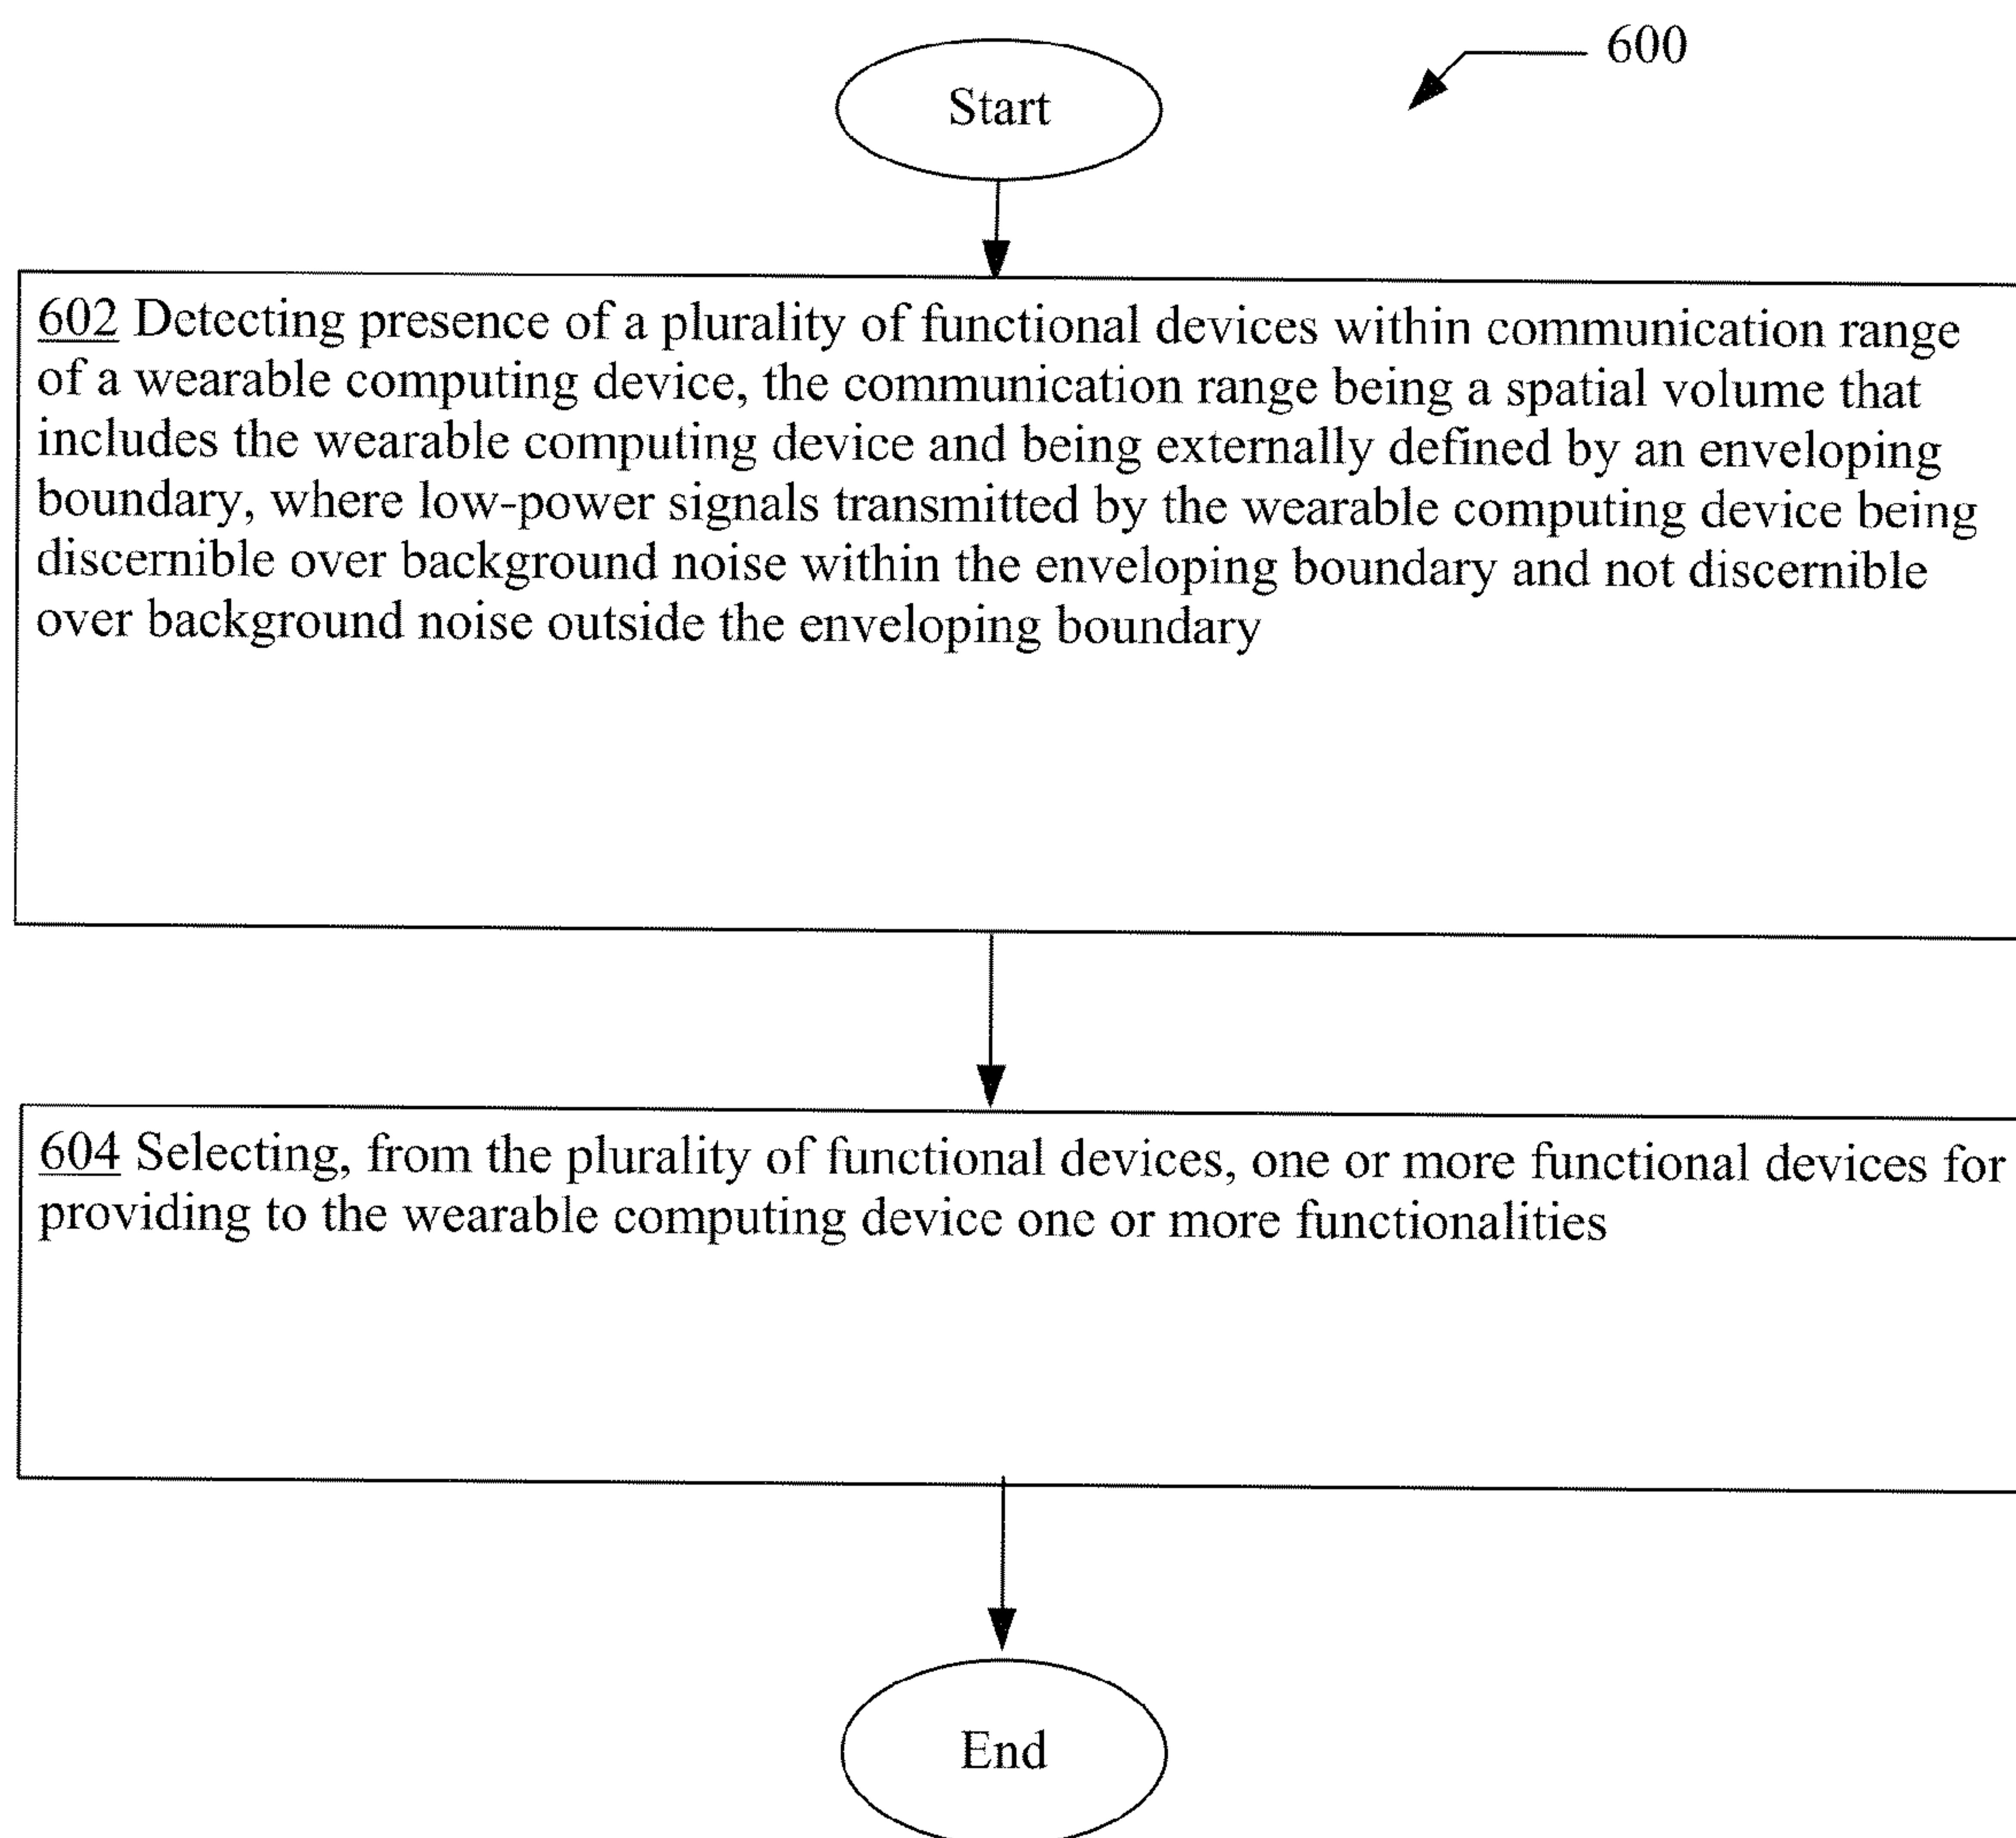 600
Start
602 Detecting presence of a plurality of functional devices within communication range
of a wearable computing device, the communication range being a spatial volume that
includes the wearable computing device and being externally defined by an enveloping
boundary, where low-power signals transmitted by the wearable computing device being
discernible over background noise within the enveloping boundary and not discernible
over background noise outside the enveloping boundary
604 Selecting, from the plurality of functional devices, one or more functional devices for
providing to the wearable computing device one or more functionalities
End